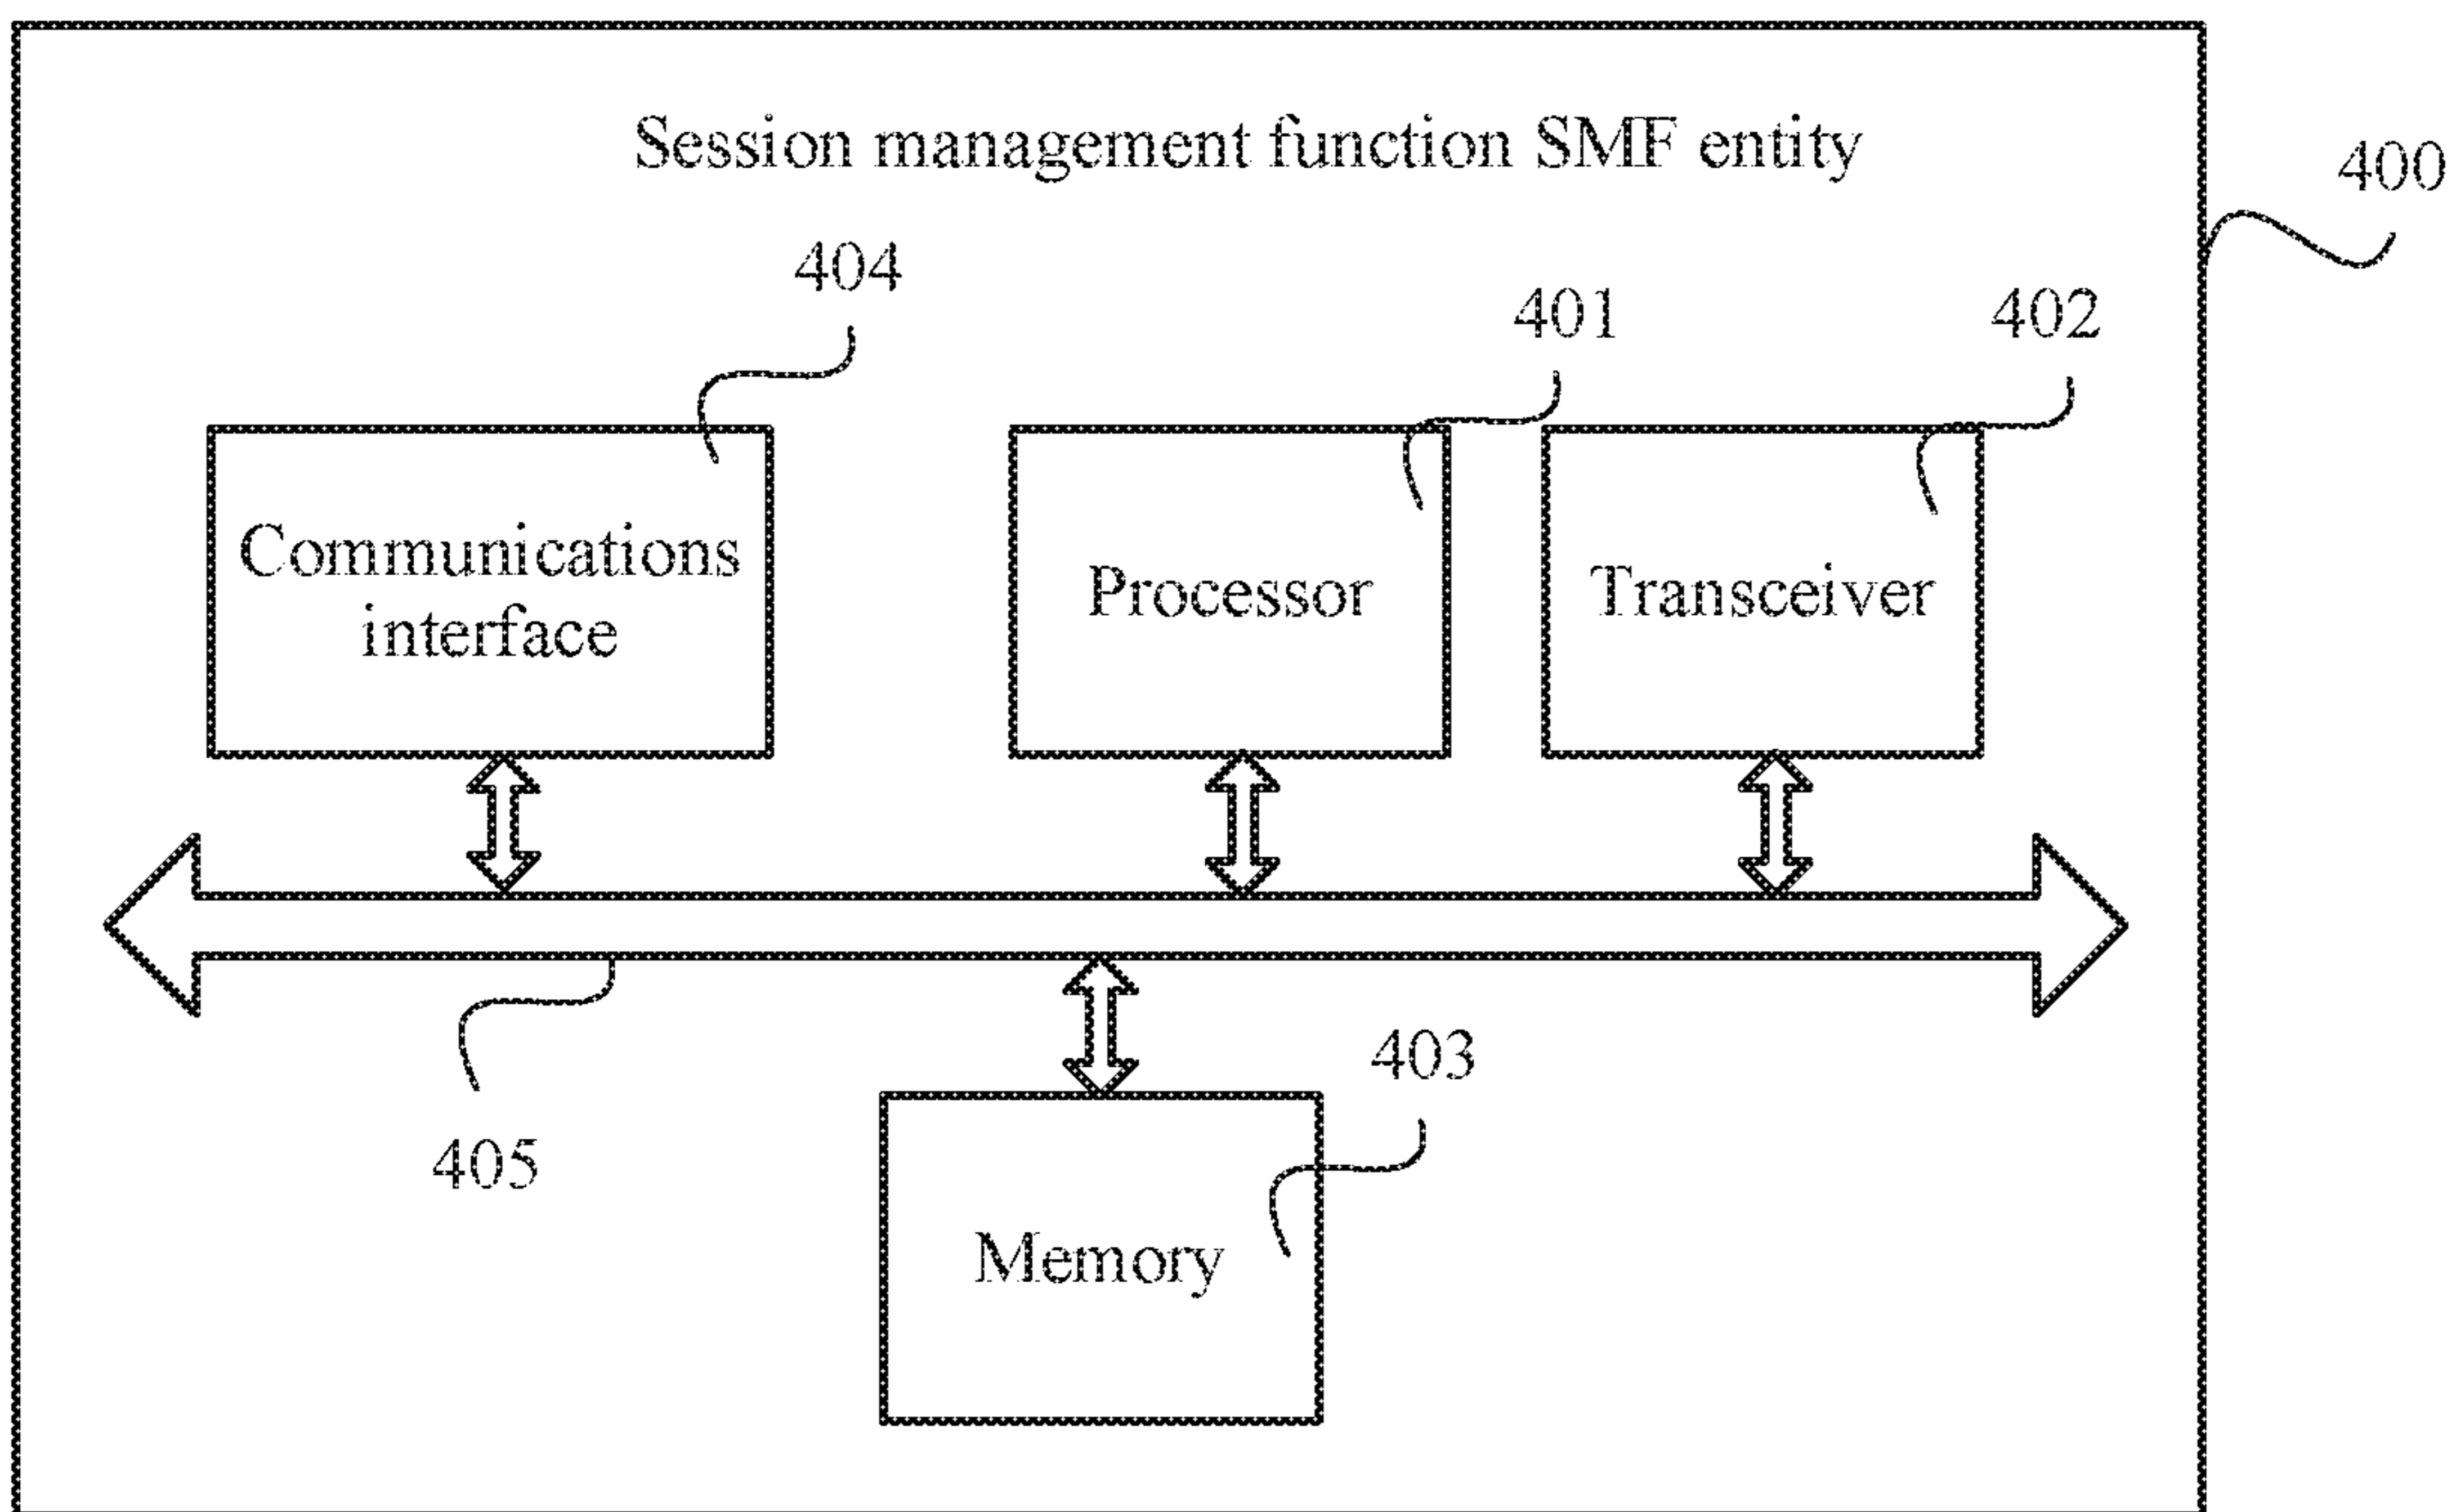 Session management function SMF entity
400
404
401
402
Communications
interface
Processor
Transceiver
405
403
Memory